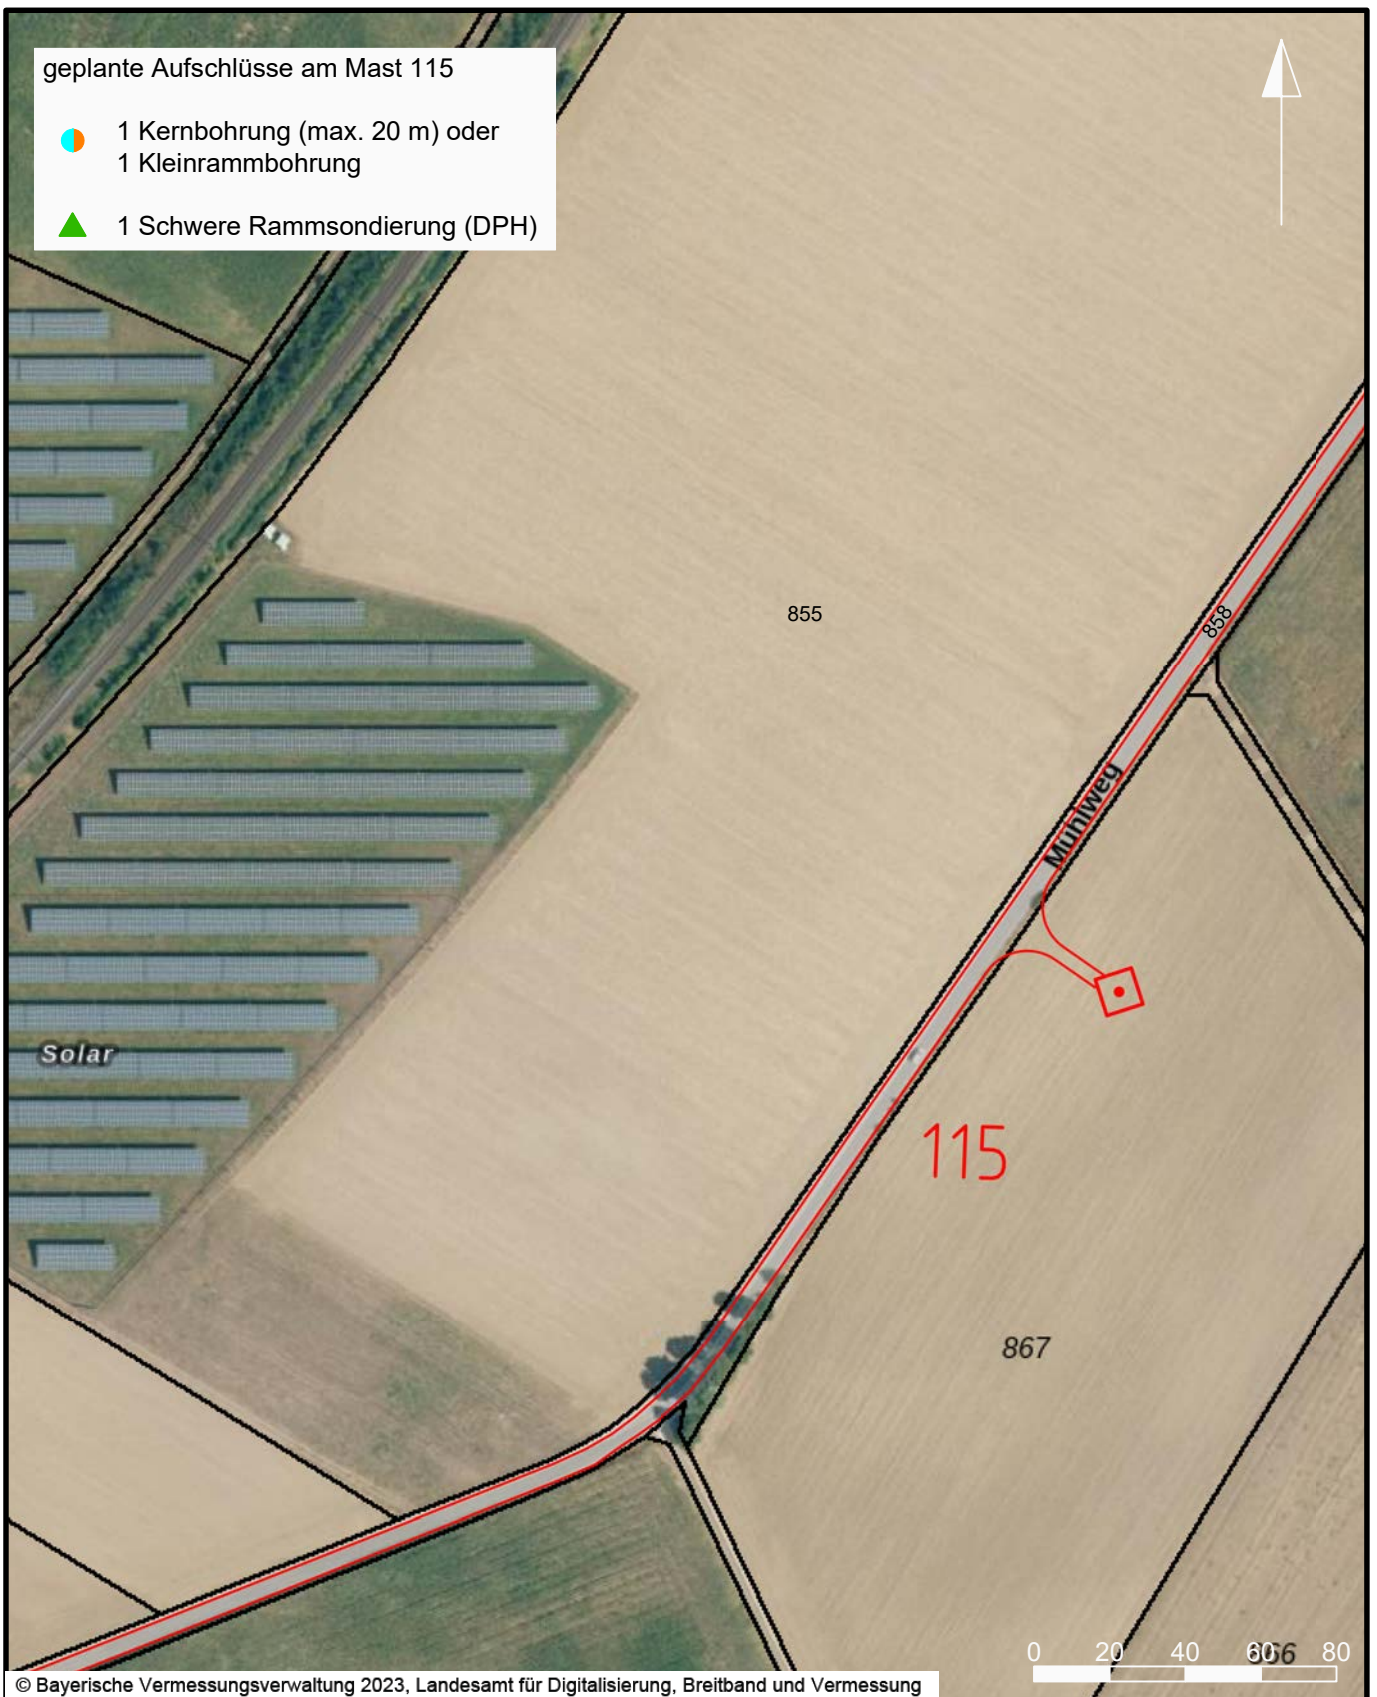 geplante Aufschlüsse am Mast 115
1 Kernbohrung (max. 20 m) oder
1 Kleinrammbohrung
1 Schwere Rammsondierung (DPH)
855
858
Mühlweg
Solar
115
867
0 20 40 60 80
866
© Bayerische Vermessungsverwaltung 2023, Landesamt für Digitalisierung, Breitband und Vermessung